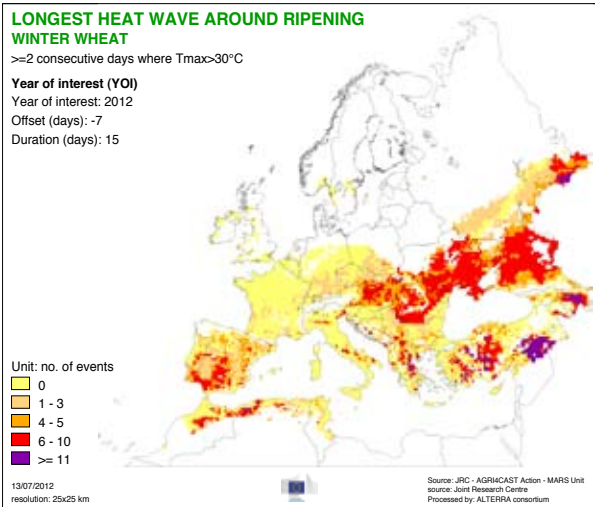 LONGEST HEAT WAVE AROUND RIPENING
WINTER WHEAT
>=2 consecutive days where Tmax>30°C
Year of interest (YOI)
Year of interest: 2012
Offset (days): -7
Duration (days): 15
Unit: no. of events
0
1 - 3
4 - 5
6 - 10
>= 11
13/07/2012
resolution: 25x25 km
Source: JRC - AGRI4CAST Action - MARS Unit
source: Joint Research Centre
Processed by: ALTERRA consortium